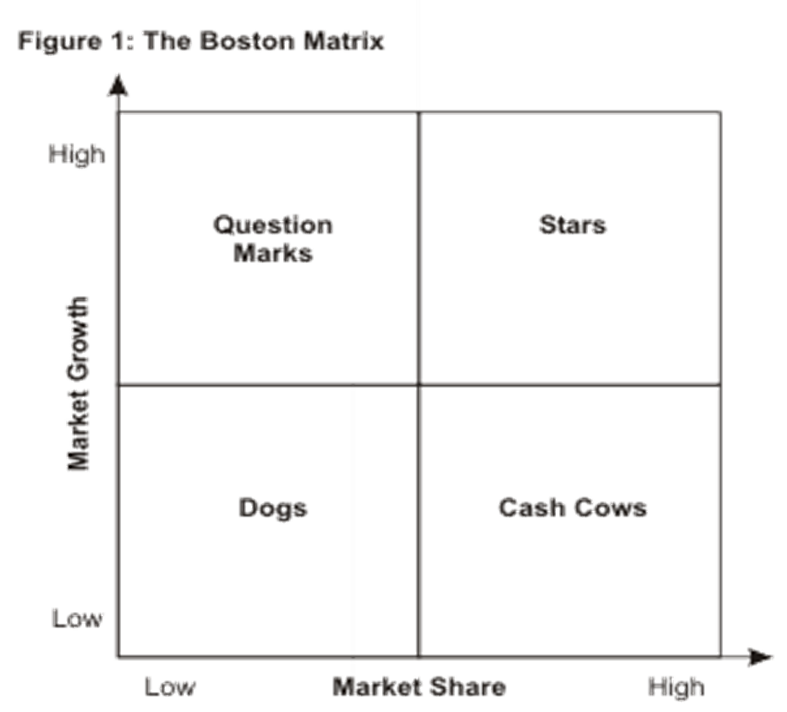 Figure 1: The Boston Matrix
High
Question
Marks
Stars
Market Growth
Dogs
Cash Cows
Low
Low
Market Share
High